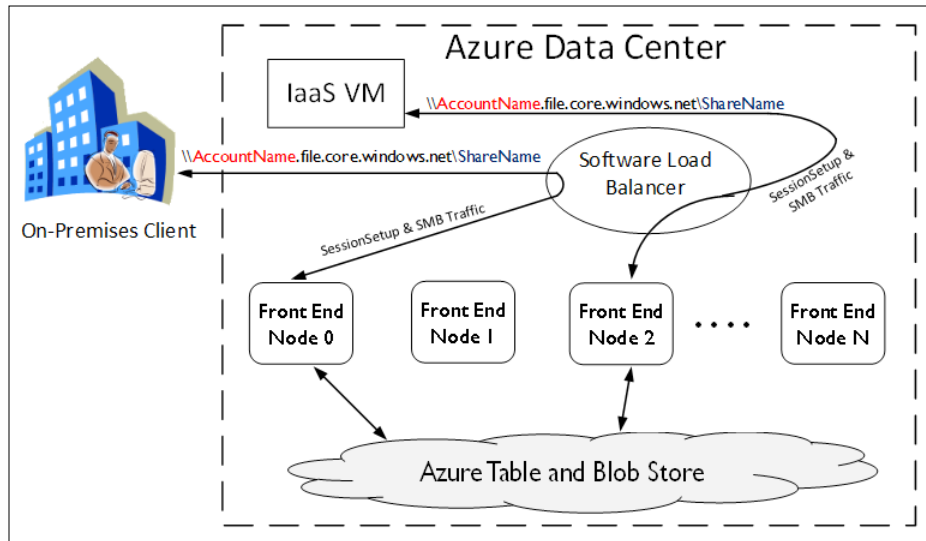 Azure Data Center
IaaS VM
\\AccountName.file.core.windows.net\ShareName
\\AccountName.file.core.windows.net\ShareName
Software Load
Balancer
SessionSetup &
SMB Traffic
SessionSetup & SMB Traffic
On-Premises Client
Front End
Node 0
Front End
Node 1
Front End
Node 2
....
Front End
Node N
Azure Table and Blob Store